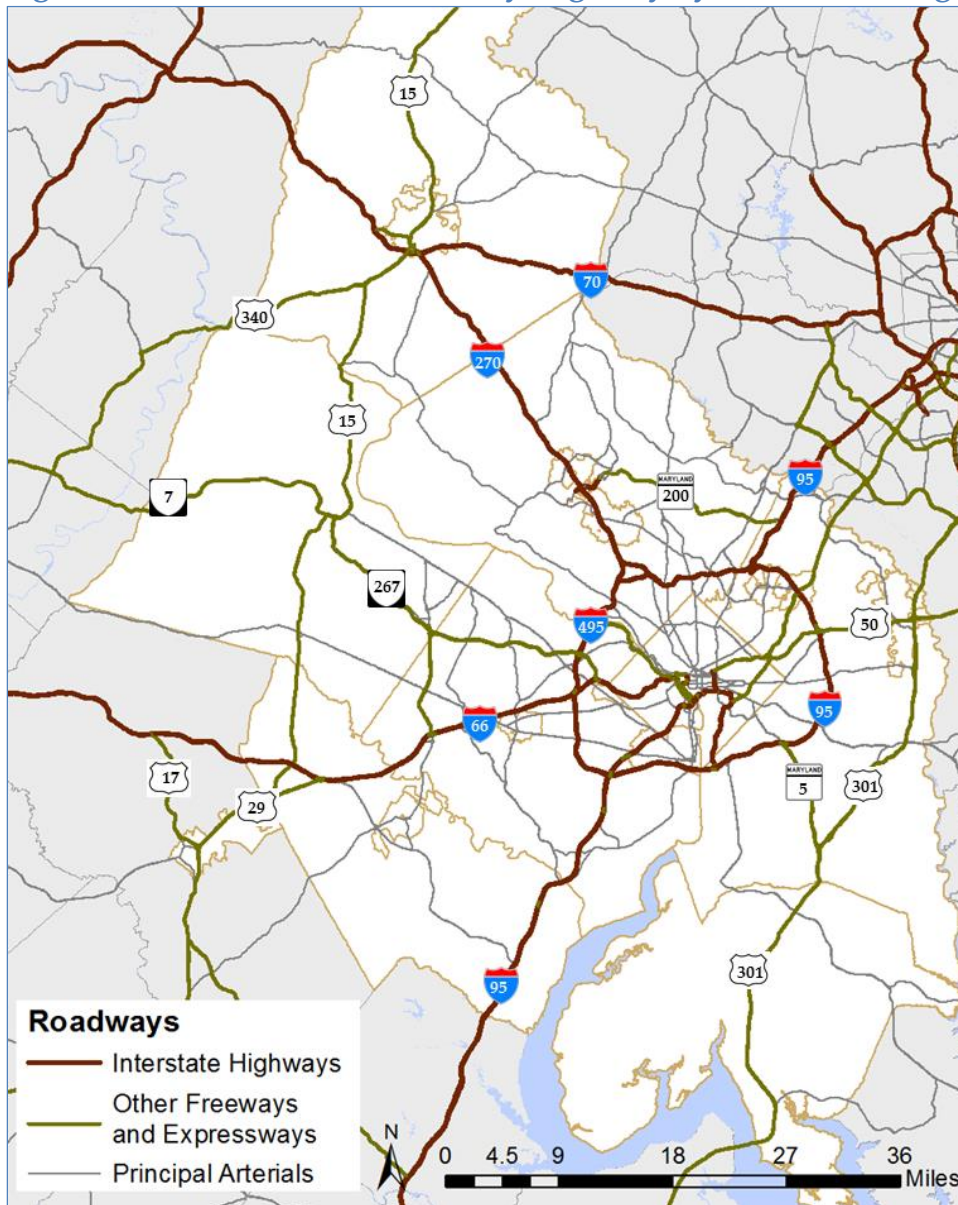 15
70
340
270
15
95
7
MARYLAND
200
267
495
50
66
95
17
29
MARYLAND
5
301
301
95
Roadways
Interstate Highways
Other Freeways
and Expressways
Principal Arterials
N
0 4.5 9 18 27 36
Miles